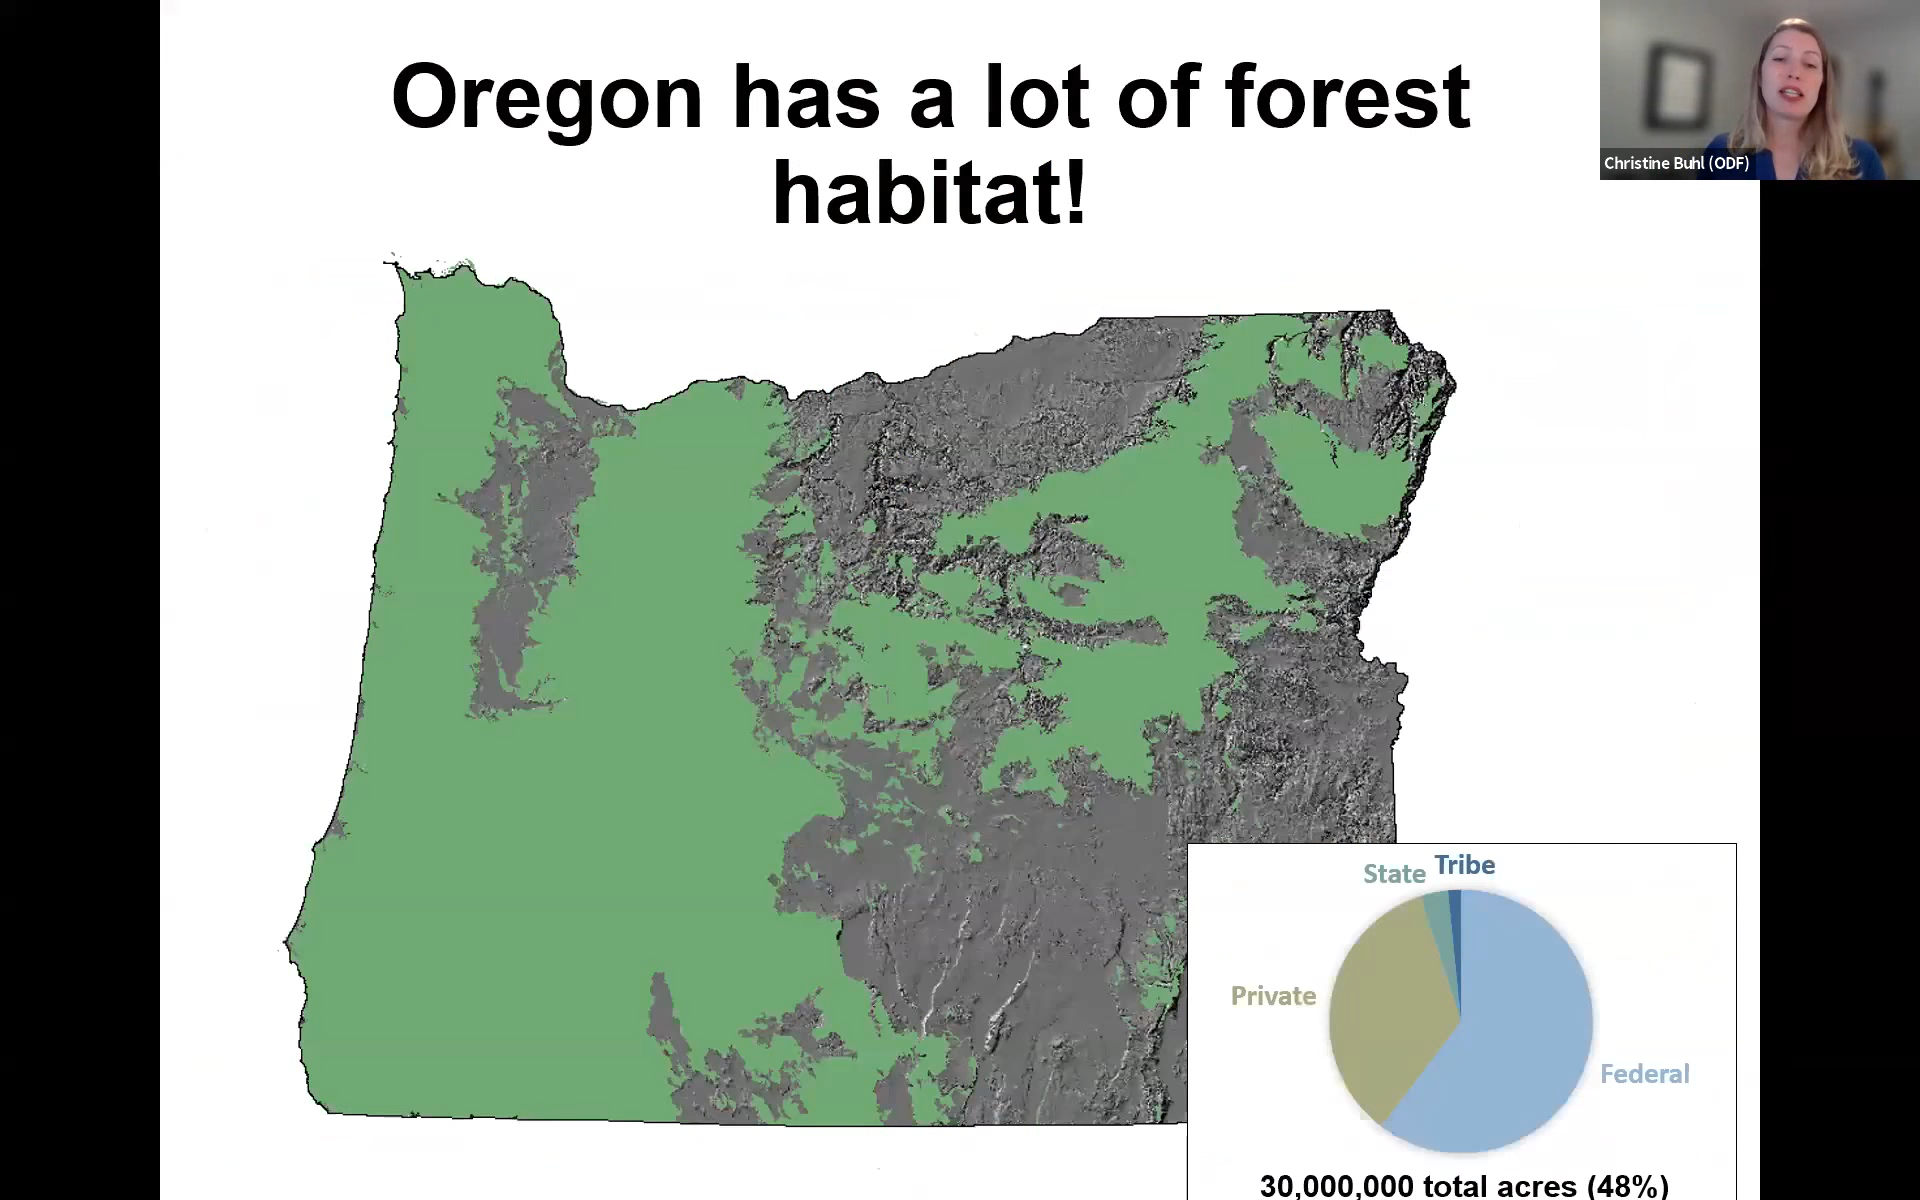 Oregon has a lot of forest
habitat!
Christine Buhl (ODF)
State
Tribe
Private
Federal
30,000,000 total acres (48%)